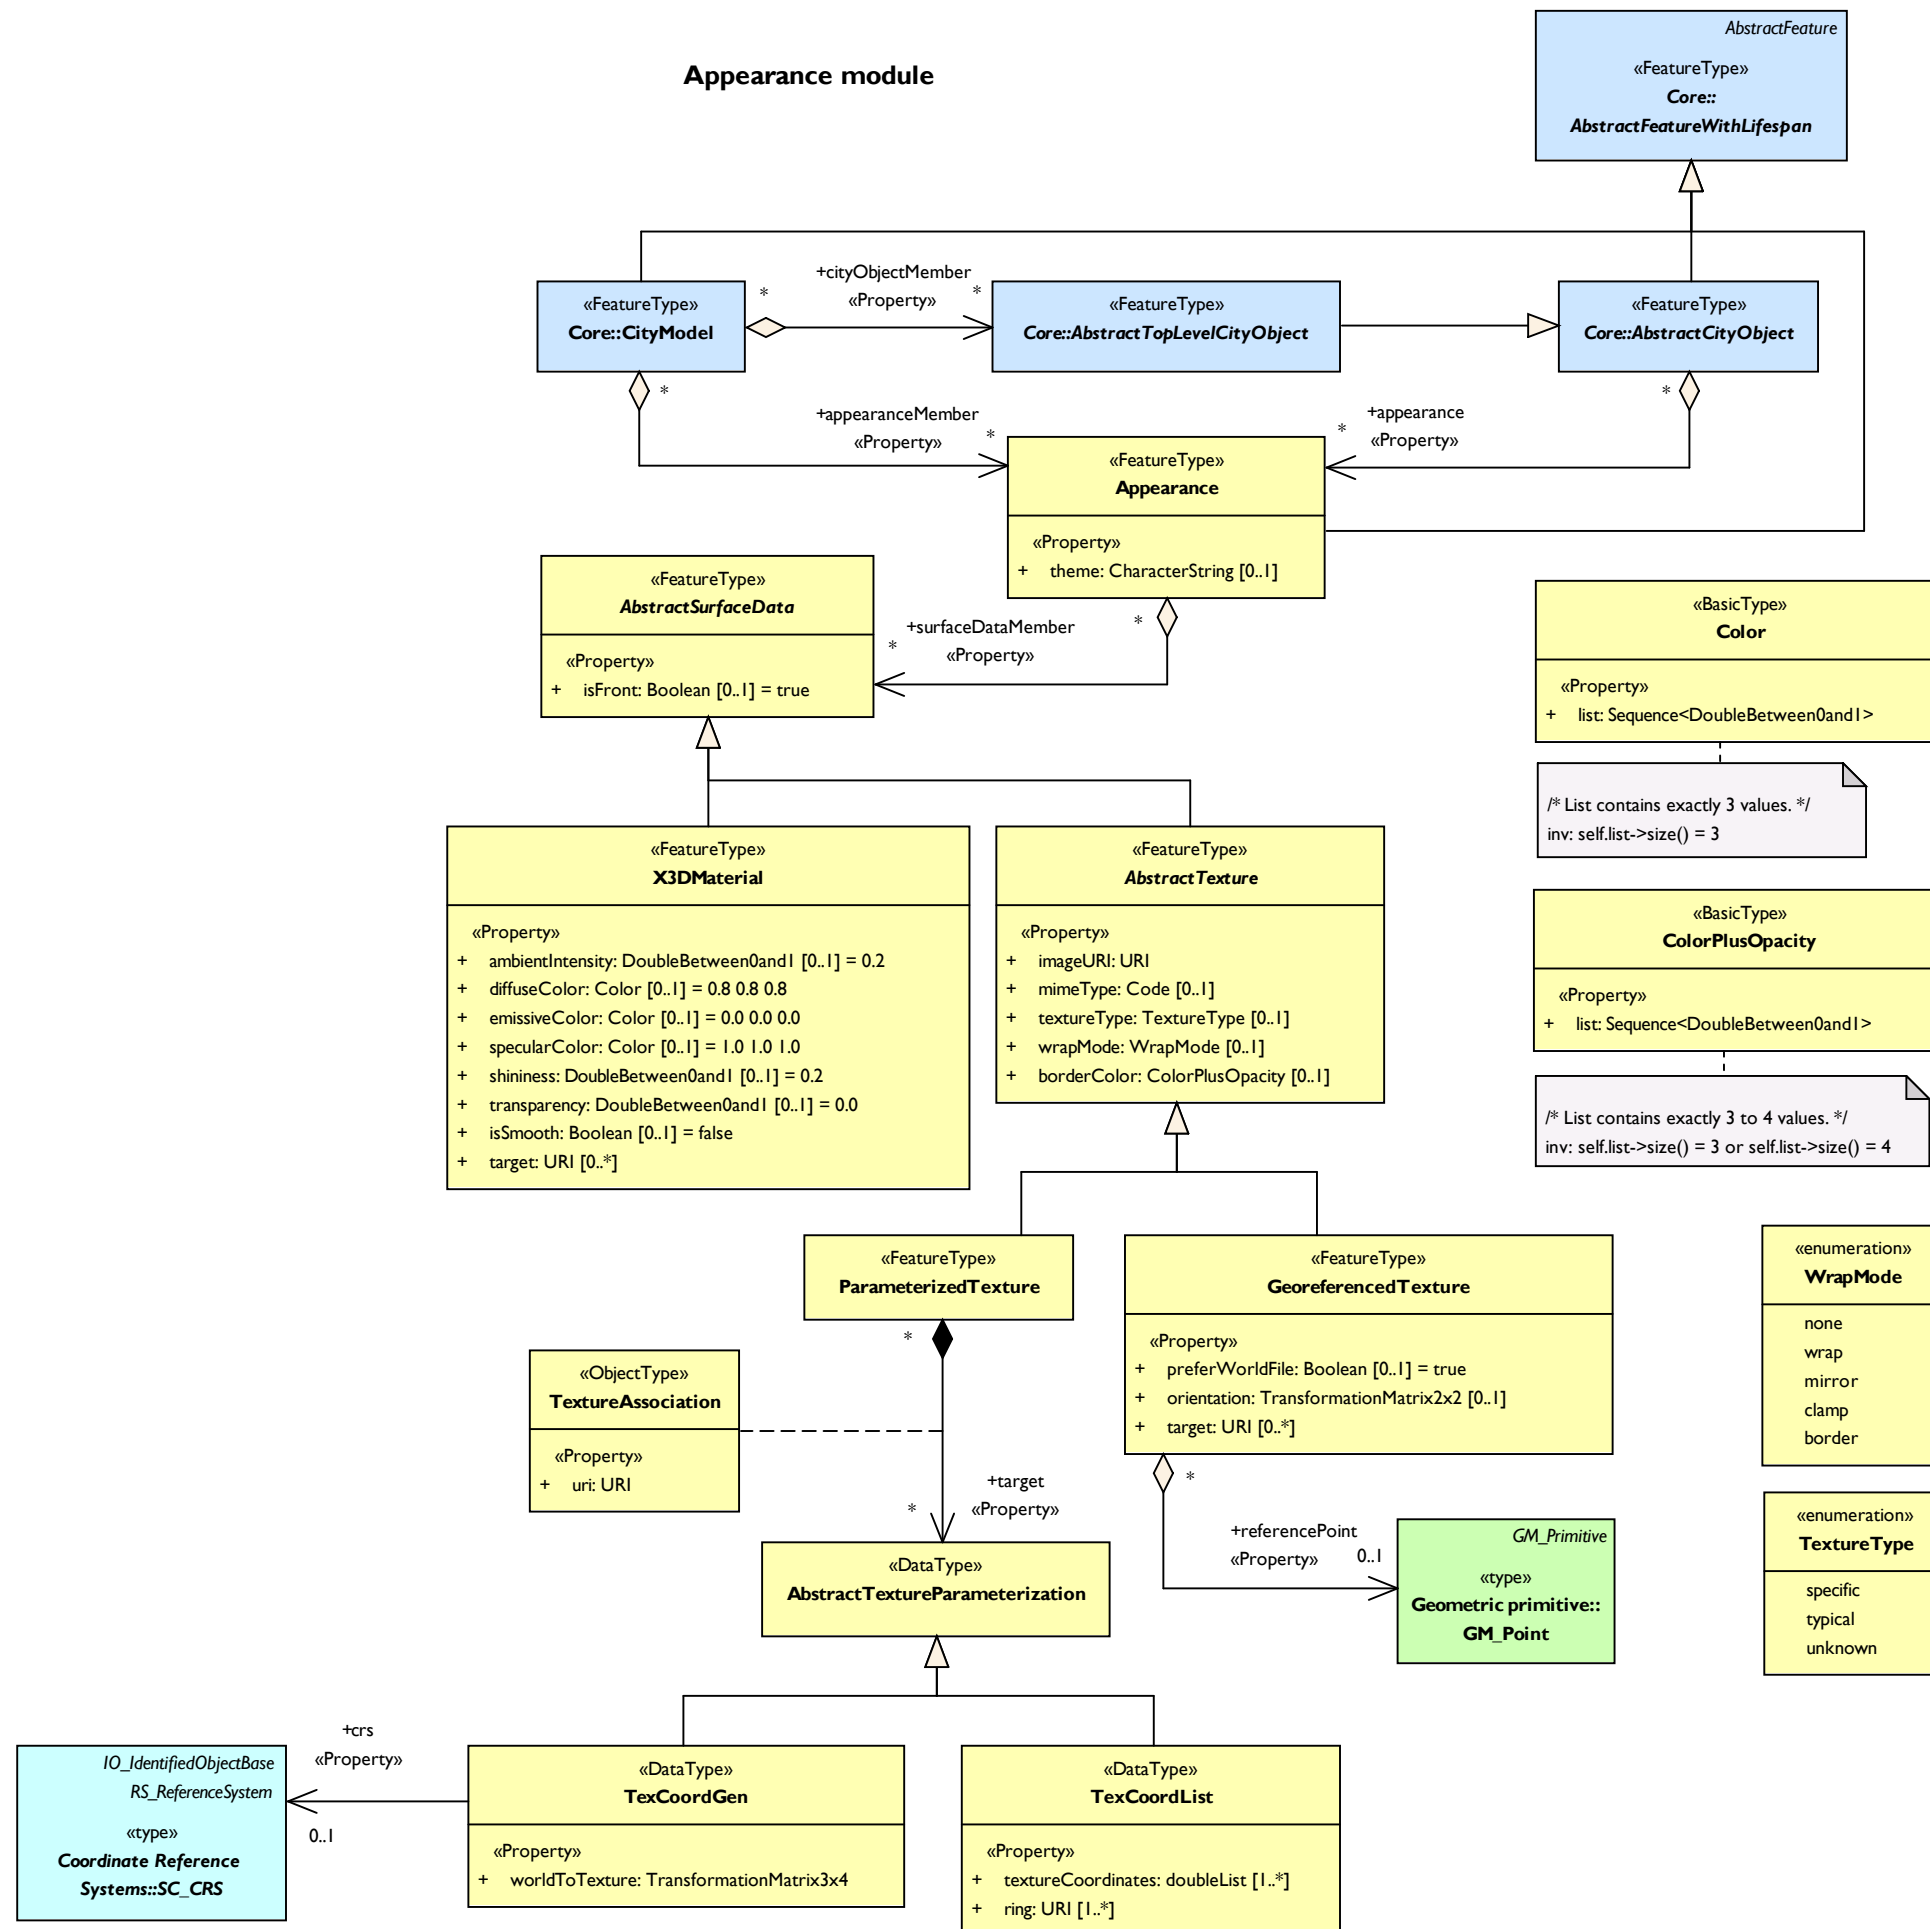 Appearance module
AbstractFeature
«FeatureType»
Core::
AbstractFeatureWithLifespan
«FeatureType»
Core::CityModel
*
+cityObjectMember
«Property»
*
«FeatureType»
Core::AbstractTopLevelCityObject
«FeatureType»
Core::AbstractCityObject
*
+appearanceMember
«Property»
*
*
+appearance
«Property»
*
«FeatureType»
Appearance
«Property»
+ theme: CharacterString [0..1]
*
+surfaceDataMember
«Property»
*
«FeatureType»
AbstractSurfaceData
«Property»
+ isFront: Boolean [0..1] = true
«BasicType»
Color
«Property»
+ list: Sequence<DoubleBetween0and1>
/* List contains exactly 3 values. */
inv: self.list->size() = 3
«FeatureType»
X3DMaterial
«Property»
+ ambientIntensity: DoubleBetween0and1 [0..1] = 0.2
+ diffuseColor: Color [0..1] = 0.8 0.8 0.8
+ emissiveColor: Color [0..1] = 0.0 0.0 0.0
+ specularColor: Color [0..1] = 1.0 1.0 1.0
+ shininess: DoubleBetween0and1 [0..1] = 0.2
+ transparency: DoubleBetween0and1 [0..1] = 0.0
+ isSmooth: Boolean [0..1] = false
+ target: URI [0..*]
«FeatureType»
AbstractTexture
«Property»
+ imageURI: URI
+ mimeType: Code [0..1]
+ textureType: TextureType [0..1]
+ wrapMode: WrapMode [0..1]
+ borderColor: ColorPlusOpacity [0..1]
«BasicType»
ColorPlusOpacity
«Property»
+ list: Sequence<DoubleBetween0and1>
/* List contains exactly 3 to 4 values. */
inv: self.list->size() = 3 or self.list->size() = 4
«FeatureType»
ParameterizedTexture
*
«FeatureType»
GeoreferencedTexture
«Property»
+ preferWorldFile: Boolean [0..1] = true
+ orientation: TransformationMatrix2x2 [0..1]
+ target: URI [0..*]
*
«enumeration»
WrapMode
none
wrap
mirror
clamp
border
«ObjectType»
TextureAssociation
«Property»
+ uri: URI
+target
«Property»
*
+referencePoint
«Property»
0..1
GM_Primitive
«type»
Geometric primitive::
GM_Point
«enumeration»
TextureType
specific
typical
unknown
«DataType»
AbstractTextureParameterization
+crs
«Property»
0..1
IO_IdentifiedObjectBase
RS_ReferenceSystem
«type»
Coordinate Reference
Systems::SC_CRS
«DataType»
TexCoordGen
«Property»
+ worldToTexture: TransformationMatrix3x4
«DataType»
TexCoordList
«Property»
+ textureCoordinates: doubleList [1..*]
+ ring: URI [1..*]